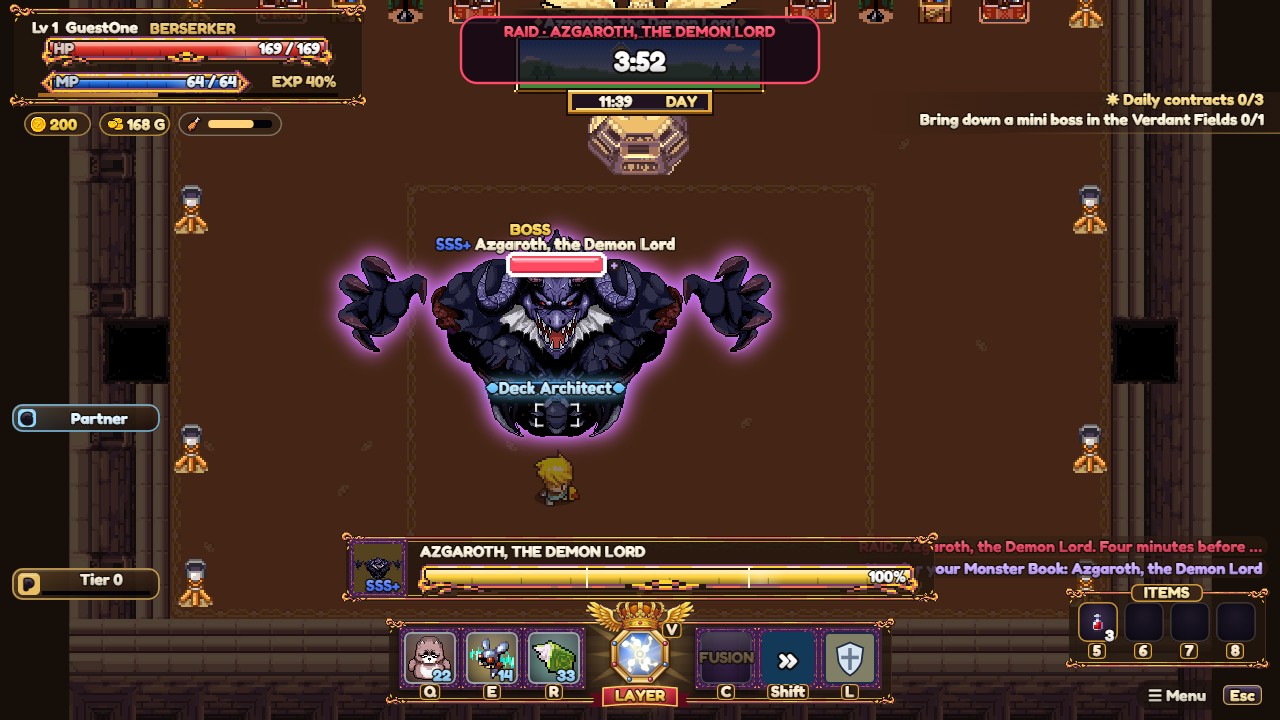 Lv 1 GuestOne BERSERKER
HP 169 / 169
MP 64 / 64 EXP 40%
200 168 G
RAID · AZGAROTH, THE DEMON LORD
3:52
11:39 DAY
Daily contracts 0/3
Bring down a mini boss in the Verdant Fields 0/1
BOSS
SSS+ Azgaroth, the Demon Lord
Deck Architect
Partner
Tier 0
AZGAROTH, THE DEMON LORD
SSS+ 100%
RAID: Azgaroth, the Demon Lord. Four minutes before ...
your Monster Book: Azgaroth, the Demon Lord
ITEMS
3
5 6 7 8
22 14 33 V FUSION
Q E R LAYER C Shift L
Menu Esc